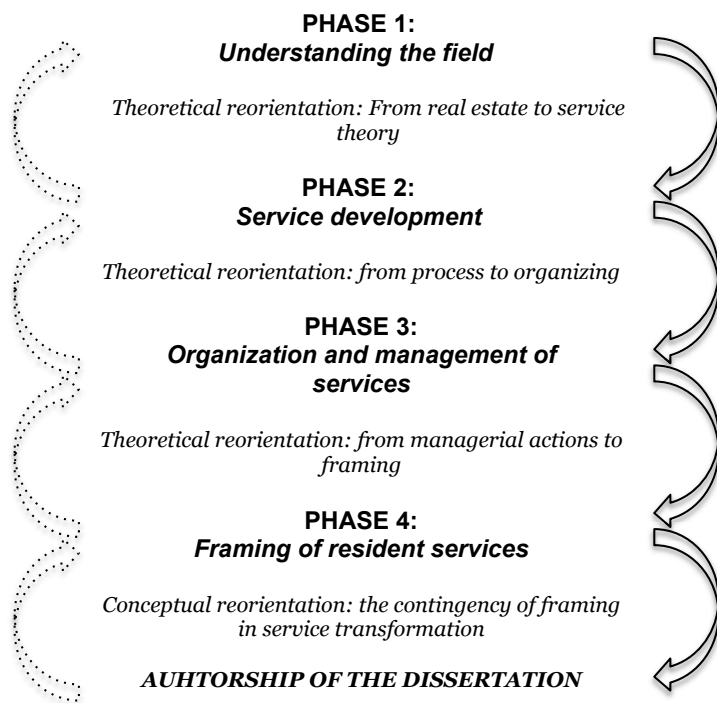 PHASE 1:
Understanding the field
Theoretical reorientation: From real estate to service
theory
PHASE 2:
Service development
Theoretical reorientation: from process to organizing
PHASE 3:
Organization and management of
services
Theoretical reorientation: from managerial actions to
framing
PHASE 4:
Framing of resident services
Conceptual reorientation: the contingency of framing
in service transformation
AUHTORSHIP OF THE DISSERTATION